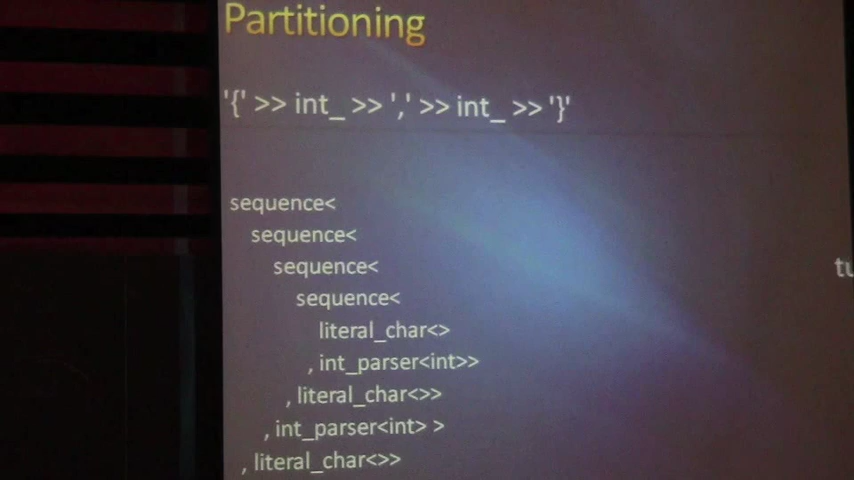 Partitioning
'{' >> int_ >> ',' >> int_ >> '}'
sequence<
sequence<
sequence<
sequence<
literal_char<>
, int_parser<int>>
, literal_char<>>
, int_parser<int> >
, literal_char<>>